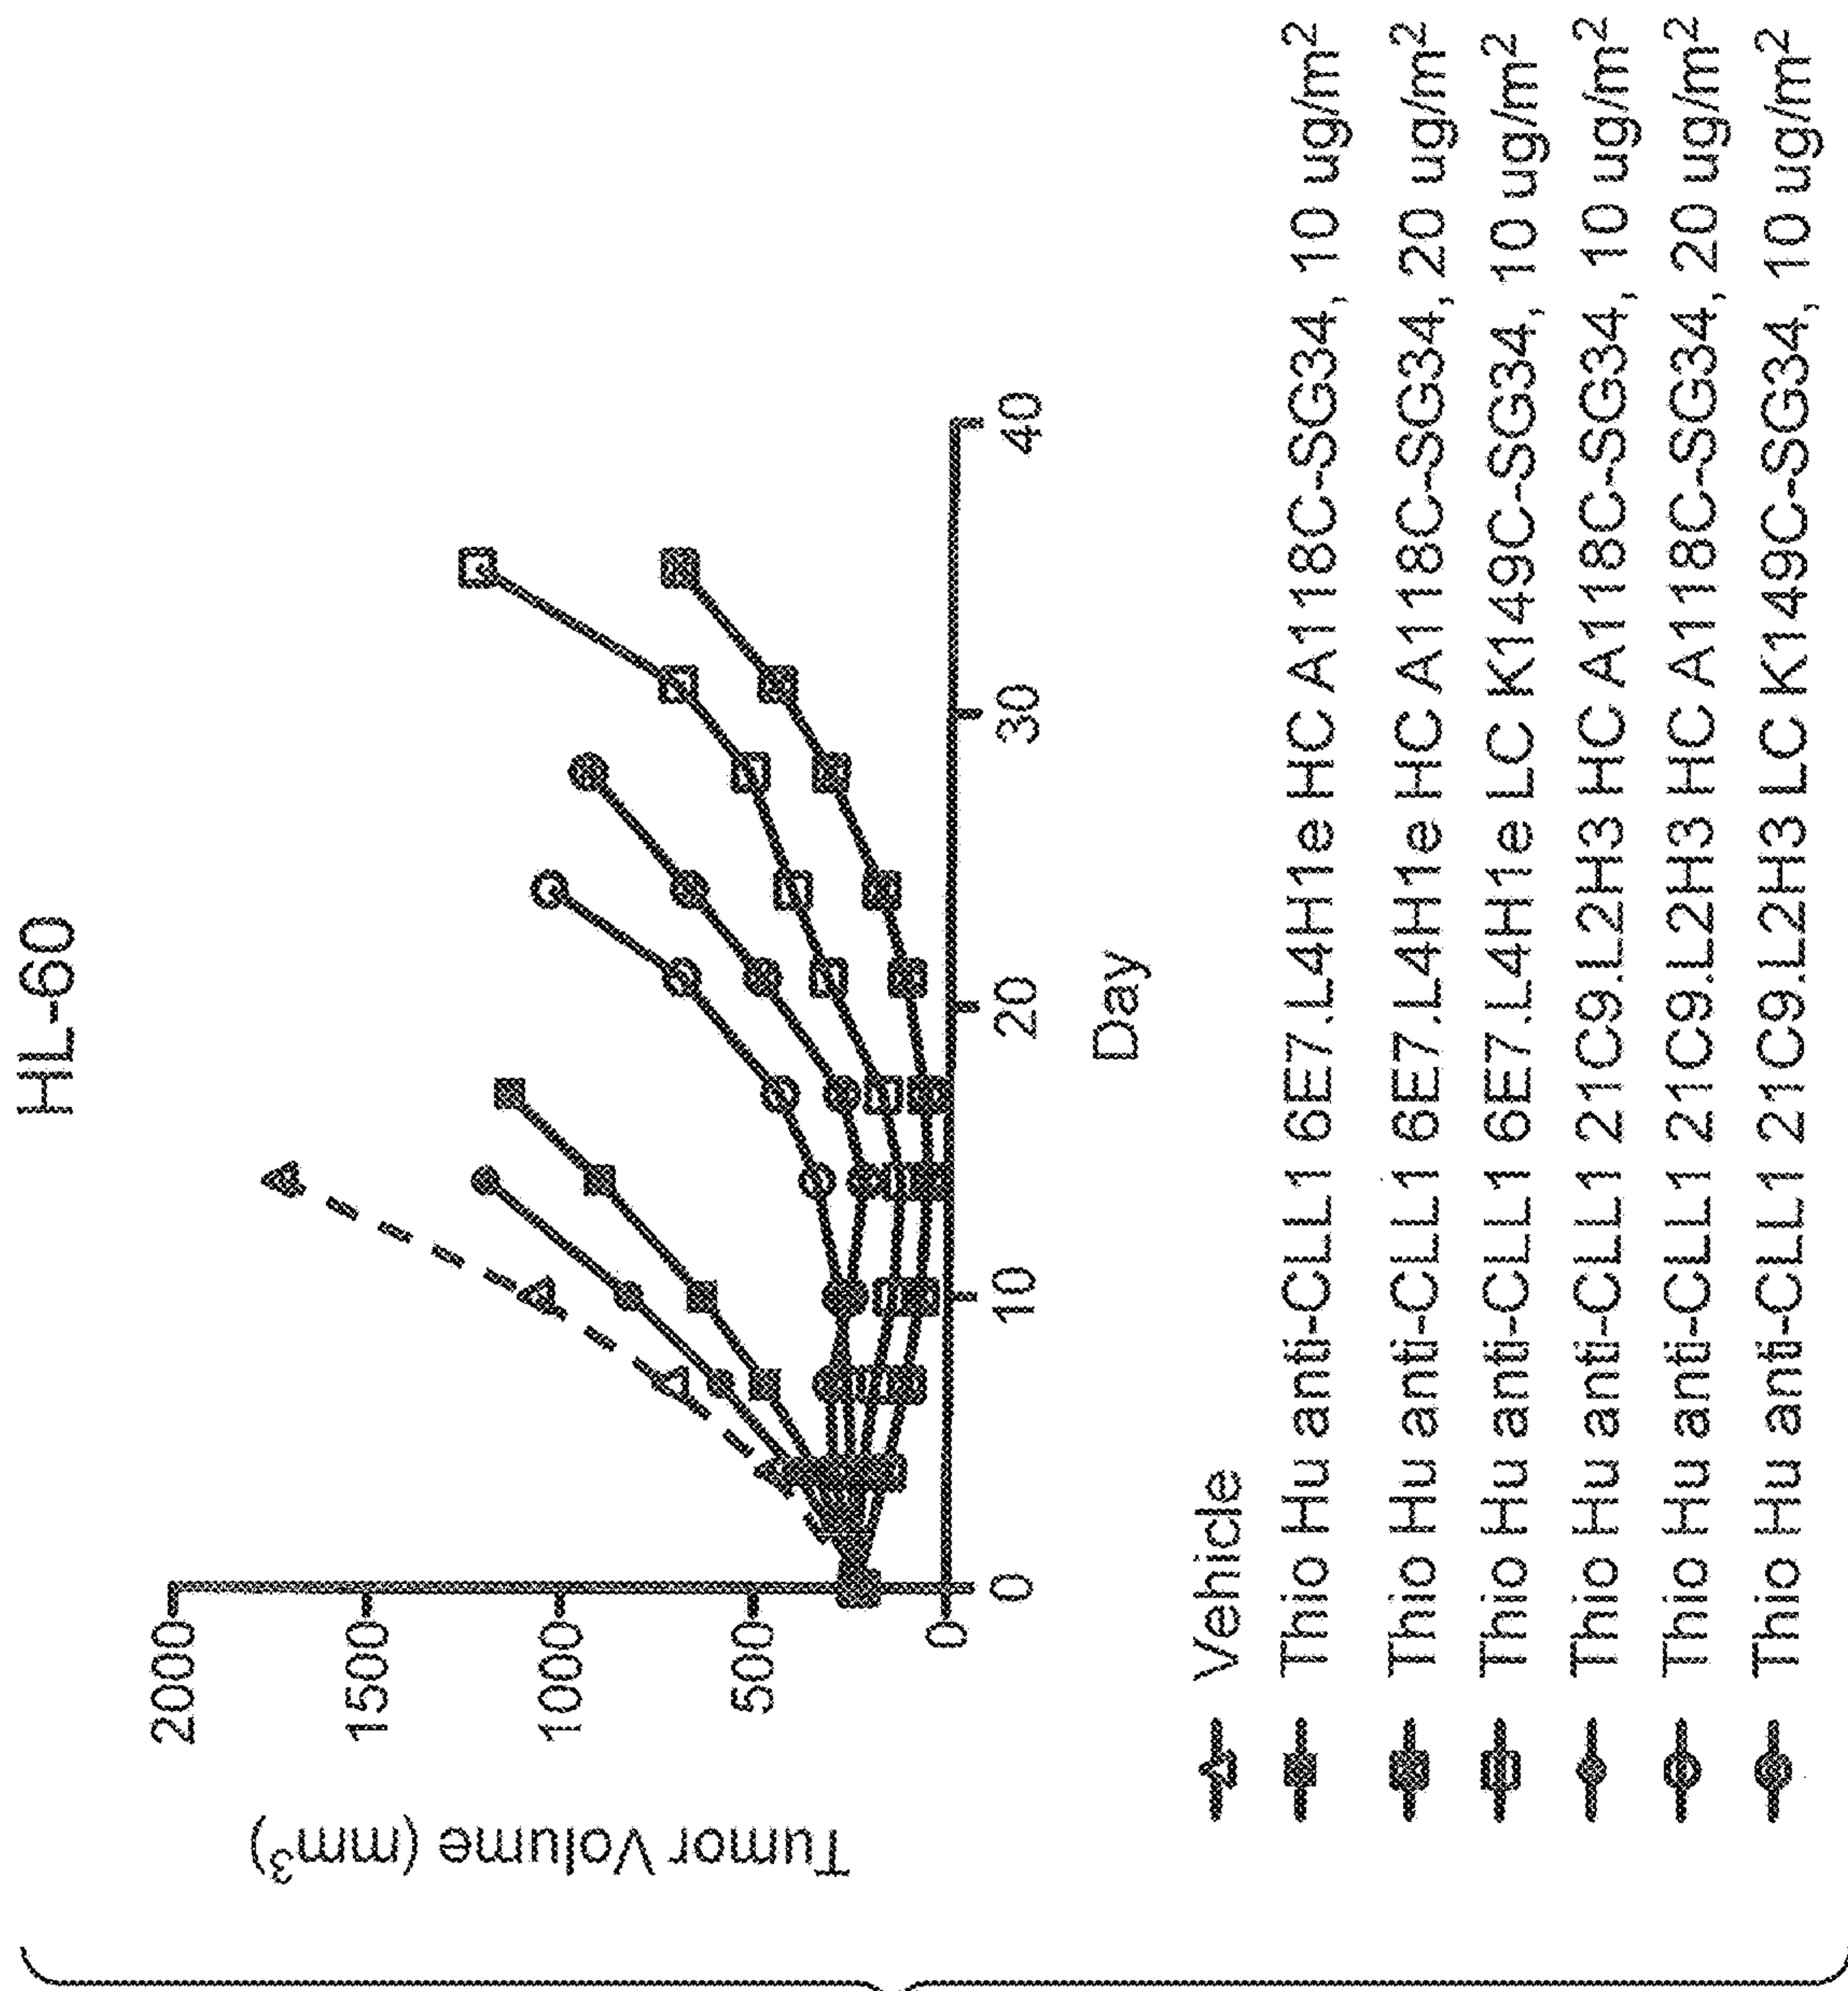 HL-60
Tumor Volume (mm³)
2000
1500
1000
500
0
0
10
20
30
40
Day
Vehicle
Thio Hu anti-CLL1 6E7.L4H1e HC A118C-SG34, 10 ug/m²
Thio Hu anti-CLL1 6E7.L4H1e HC A118C-SG34, 20 ug/m²
Thio Hu anti-CLL1 6E7.L4H1e LC K149C-SG34, 10 ug/m²
Thio Hu anti-CLL1 21C9.L2H3 HC A118C-SG34, 10 ug/m²
Thio Hu anti-CLL1 21C9.L2H3 HC A118C-SG34, 20 ug/m²
Thio Hu anti-CLL1 21C9.L2H3 LC K149C-SG34, 10 ug/m²